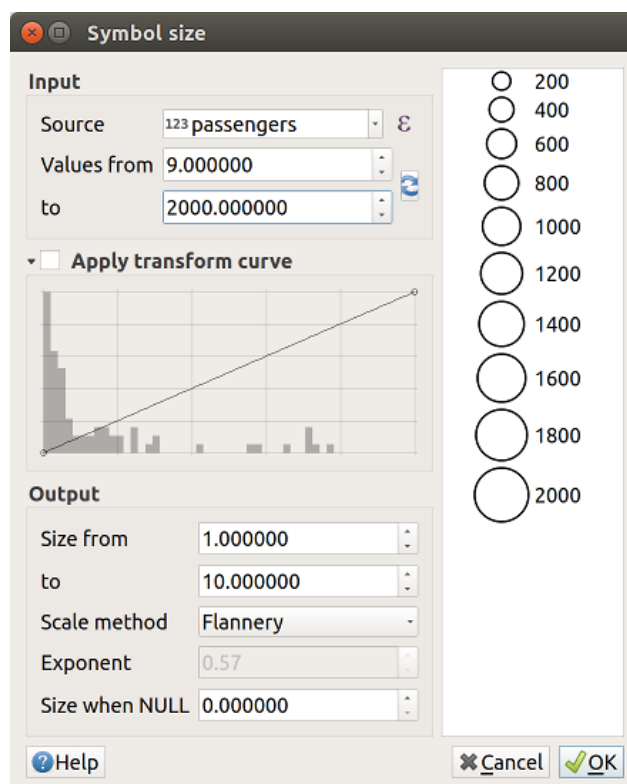 Symbol size
Input
Source 123 passengers ε
Values from 9.000000
to 2000.000000
Apply transform curve
Output
Size from 1.000000
to 10.000000
Scale method Flannery
Exponent 0.57
Size when NULL 0.000000
200
400
600
800
1000
1200
1400
1600
1800
2000
Help
Cancel OK